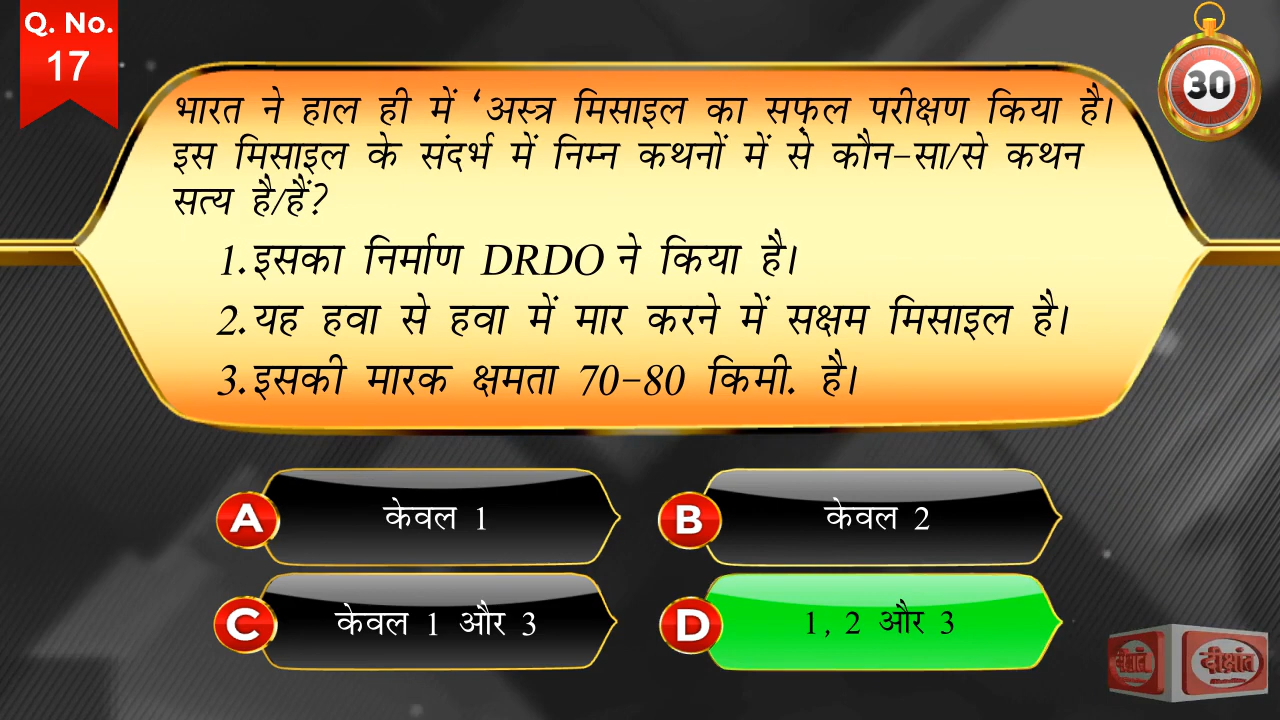 Q. No.
17
30
भारत ने हाल ही में ‘अस्त्र मिसाइल का सफ़ल परीक्षण किया है।
इस मिसाइल के संदर्भ में निम्न कथनों में से कौन-सा/से कथन
सत्य है/हैं?
1.इसका निर्माण DRDO ने किया है।
2.यह हवा से हवा में मार करने में सक्षम मिसाइल है।
3.इसकी मारक क्षमता 70-80 किमी. है।
A केवल 1
B केवल 2
C केवल 1 और 3
D 1, 2 और 3
दीक्षांत दीक्षांत